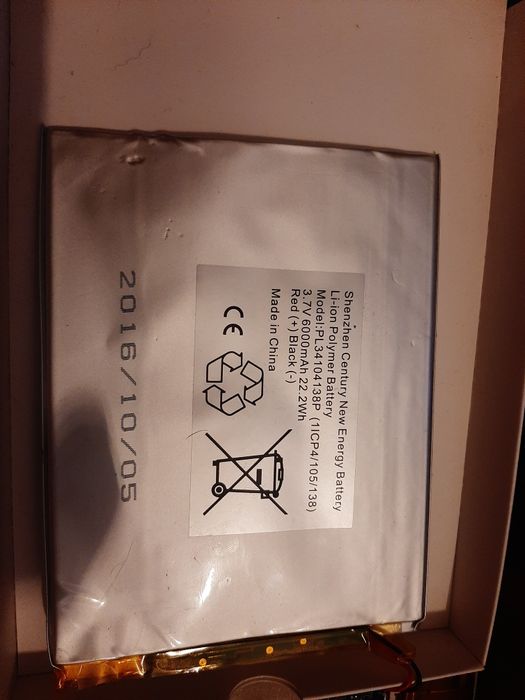 Shenzhen Century New Energy Battery
Li-ion Polymer Battery
Model:PL34104138P (1ICP4/105/138)
3.7V 6000mAh 22.2Wh
Red (+) Black (-)
Made in China
CE
2016/10/05